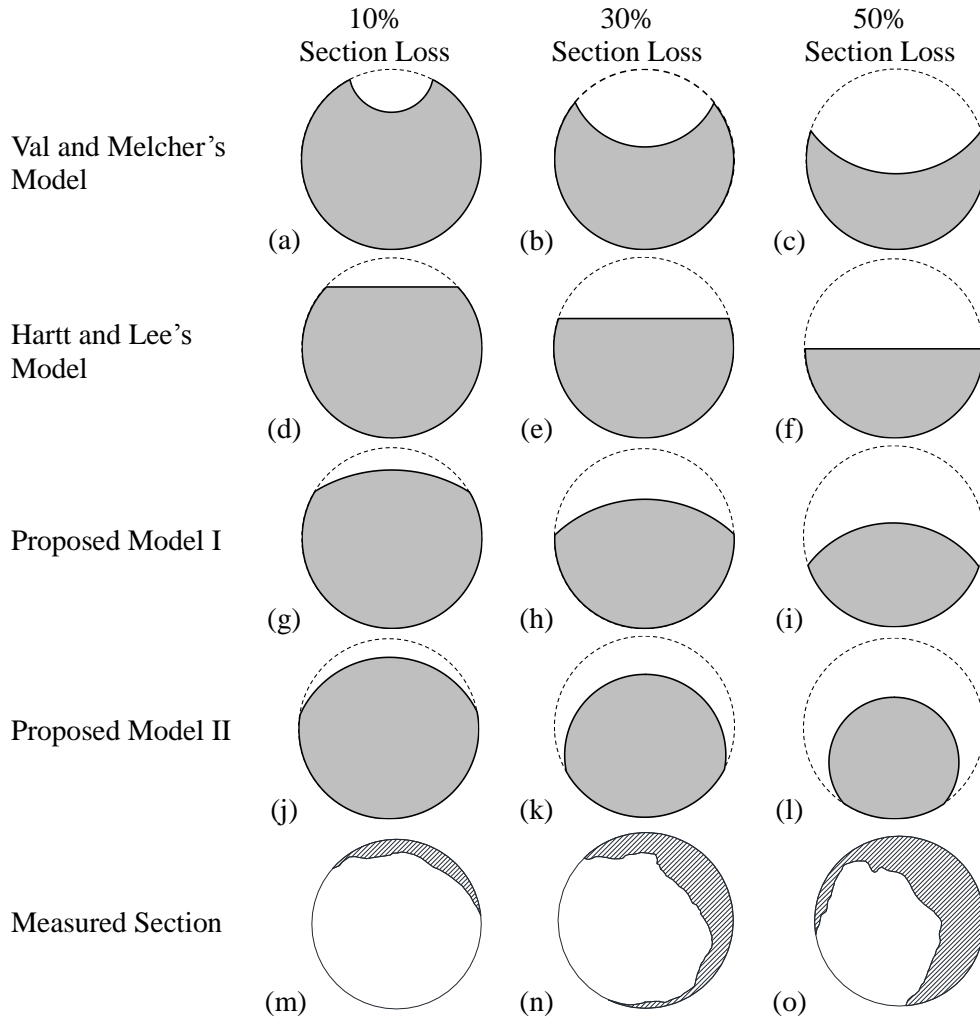 10%
Section Loss
30%
Section Loss
50%
Section Loss
Val and Melcher’s
Model
(a)
(b)
(c)
Hartt and Lee’s
Model
(d)
(e)
(f)
Proposed Model I
(g)
(h)
(i)
Proposed Model II
(j)
(k)
(l)
Measured Section
(m)
(n)
(o)